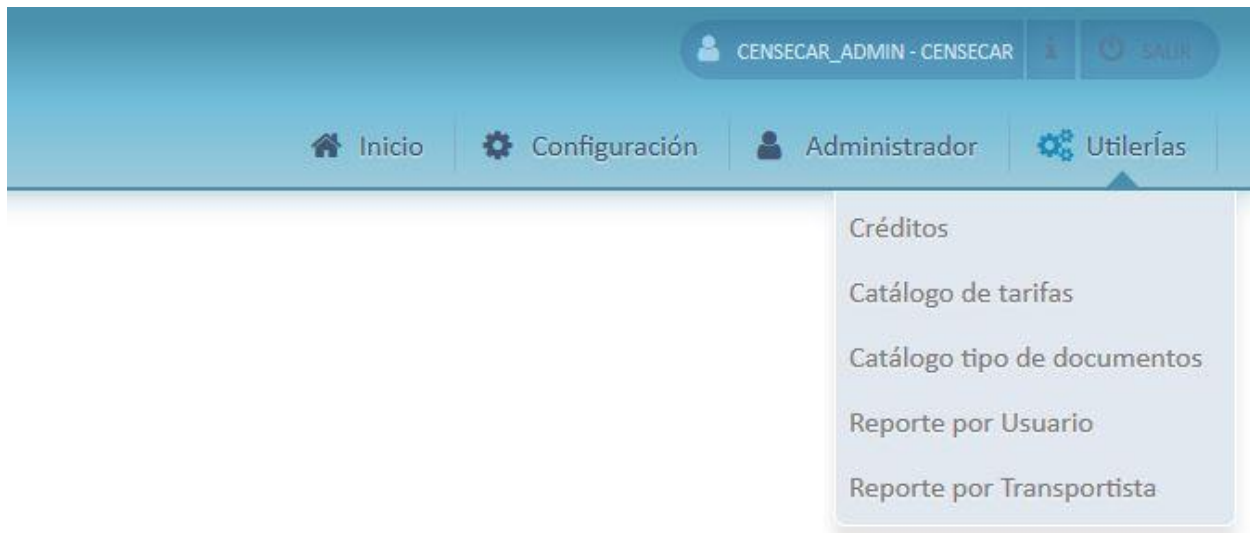 CENSECAR_ADMIN - CENSECAR i SALIR
Inicio Configuración Administrador UtilerÍas
Créditos
Catálogo de tarifas
Catálogo tipo de documentos
Reporte por Usuario
Reporte por Transportista